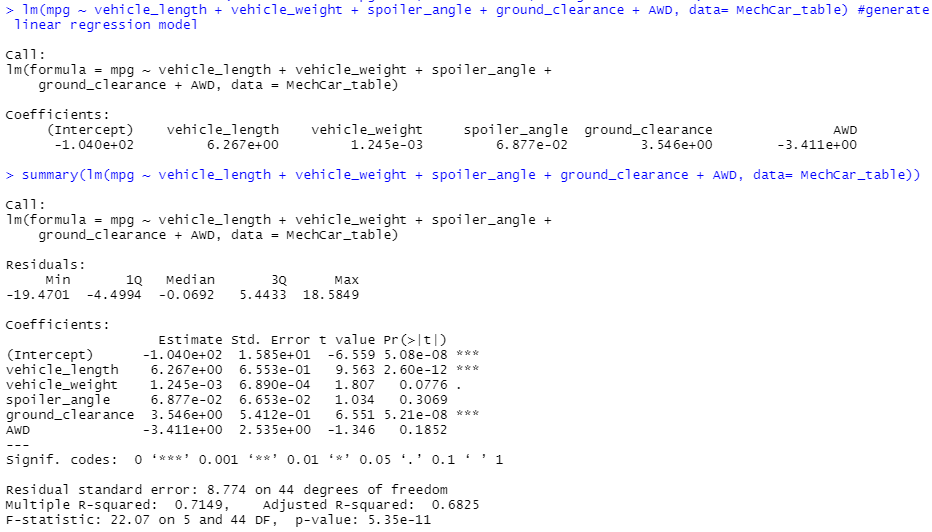 > lm(mpg ~ vehicle_length + vehicle_weight + spoiler_angle + ground_clearance + AWD, data= MechCar_table) #generate
 linear regression model
Call:
lm(formula = mpg ~ vehicle_length + vehicle_weight + spoiler_angle +
    ground_clearance + AWD, data = MechCar_table)
Coefficients:
     (Intercept)    vehicle_length    vehicle_weight     spoiler_angle  ground_clearance               AWD
      -1.040e+02         6.267e+00         1.245e-03         6.877e-02         3.546e+00        -3.411e+00
> summary(lm(mpg ~ vehicle_length + vehicle_weight + spoiler_angle + ground_clearance + AWD, data= MechCar_table))
Call:
lm(formula = mpg ~ vehicle_length + vehicle_weight + spoiler_angle +
    ground_clearance + AWD, data = MechCar_table)
Residuals:
     Min       1Q   Median       3Q      Max
-19.4701  -4.4994  -0.0692   5.4433  18.5849
Coefficients:
                   Estimate Std. Error t value Pr(>|t|)
(Intercept)      -1.040e+02  1.585e+01  -6.559 5.08e-08 ***
vehicle_length    6.267e+00  6.553e-01   9.563 2.60e-12 ***
vehicle_weight    1.245e-03  6.890e-04   1.807   0.0776 .
spoiler_angle     6.877e-02  6.653e-02   1.034   0.3069
ground_clearance  3.546e+00  5.412e-01   6.551 5.21e-08 ***
AWD              -3.411e+00  2.535e+00  -1.346   0.1852
---
Signif. codes:  0 ‘***’ 0.001 ‘**’ 0.01 ‘*’ 0.05 ‘.’ 0.1 ‘ ’ 1
Residual standard error: 8.774 on 44 degrees of freedom
Multiple R-squared:  0.7149,    Adjusted R-squared:  0.6825
F-statistic: 22.07 on 5 and 44 DF,  p-value: 5.35e-11